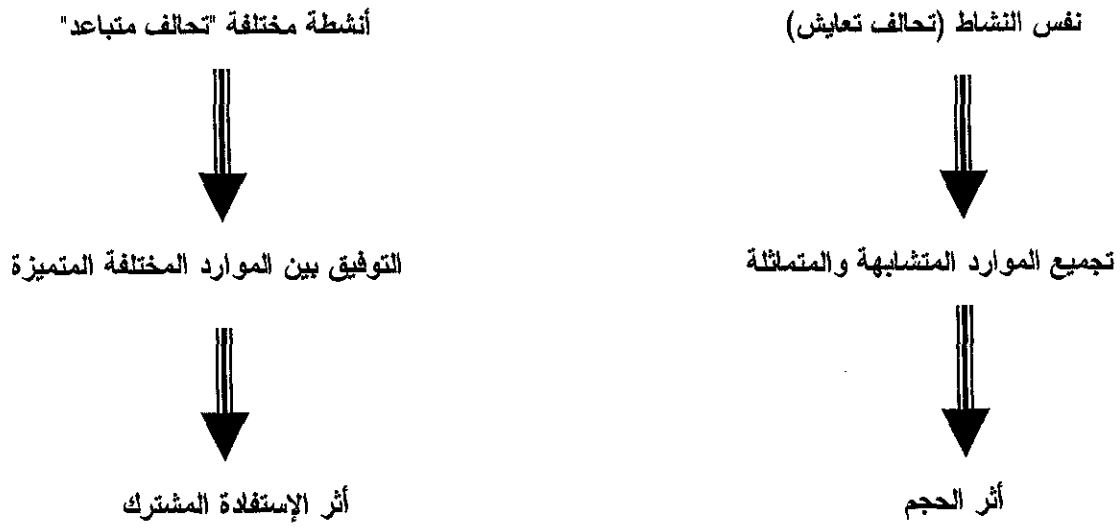 نفس النشاط (تحالف تعايش)
أنشطة مختلفة "تحالف متباعد"
تجميع الموارد المتشابهة والمتماثلة
التوفيق بين الموارد المختلفة المتميزة
أثر الحجم
أثر الإستفادة المشترك